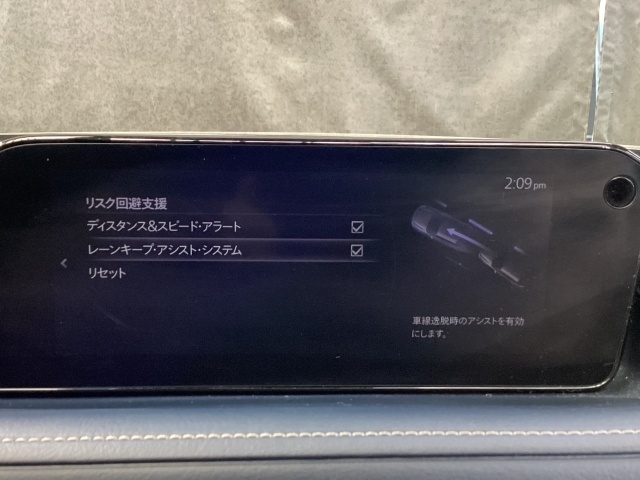 2:09pm
リスク回避支援
ディスタンス&スピード・アラート
レーンキープ・アシスト・システム
リセット
車線逸脱時のアシストを有効
にします。